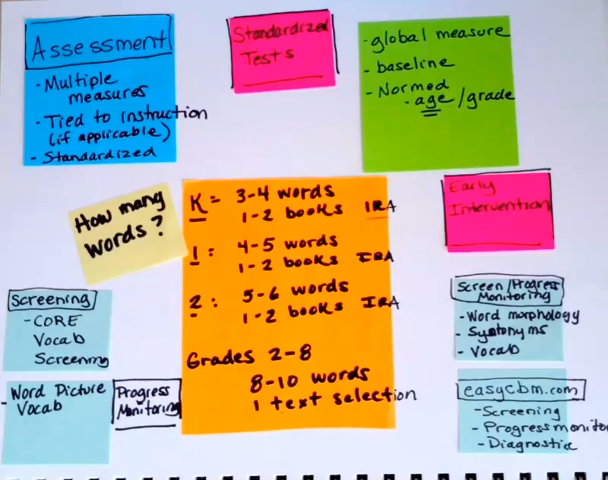 Assessment
- Multiple
measures
- Tied to instruction
(if applicable)
- Standardized
Standardized
Tests
- global measure
- baseline
- Normed
- age/grade
How many
words?
K = 3-4 words
1-2 books IRA
1: 4-5 words
1-2 books IRA
2: 5-6 words
1-2 books IRA
Grades 2-8
8-10 words
1 text selection
Early
Intervention
Screening
- CORE
Vocab
Screening
- Word Picture
Vocab
Progress
Monitoring
Screen/Progress
Monitoring
- Word morphology
- Systonyms
- Vocab
easycbm.com
- Screening
- Progress monitor
- Diagnostic